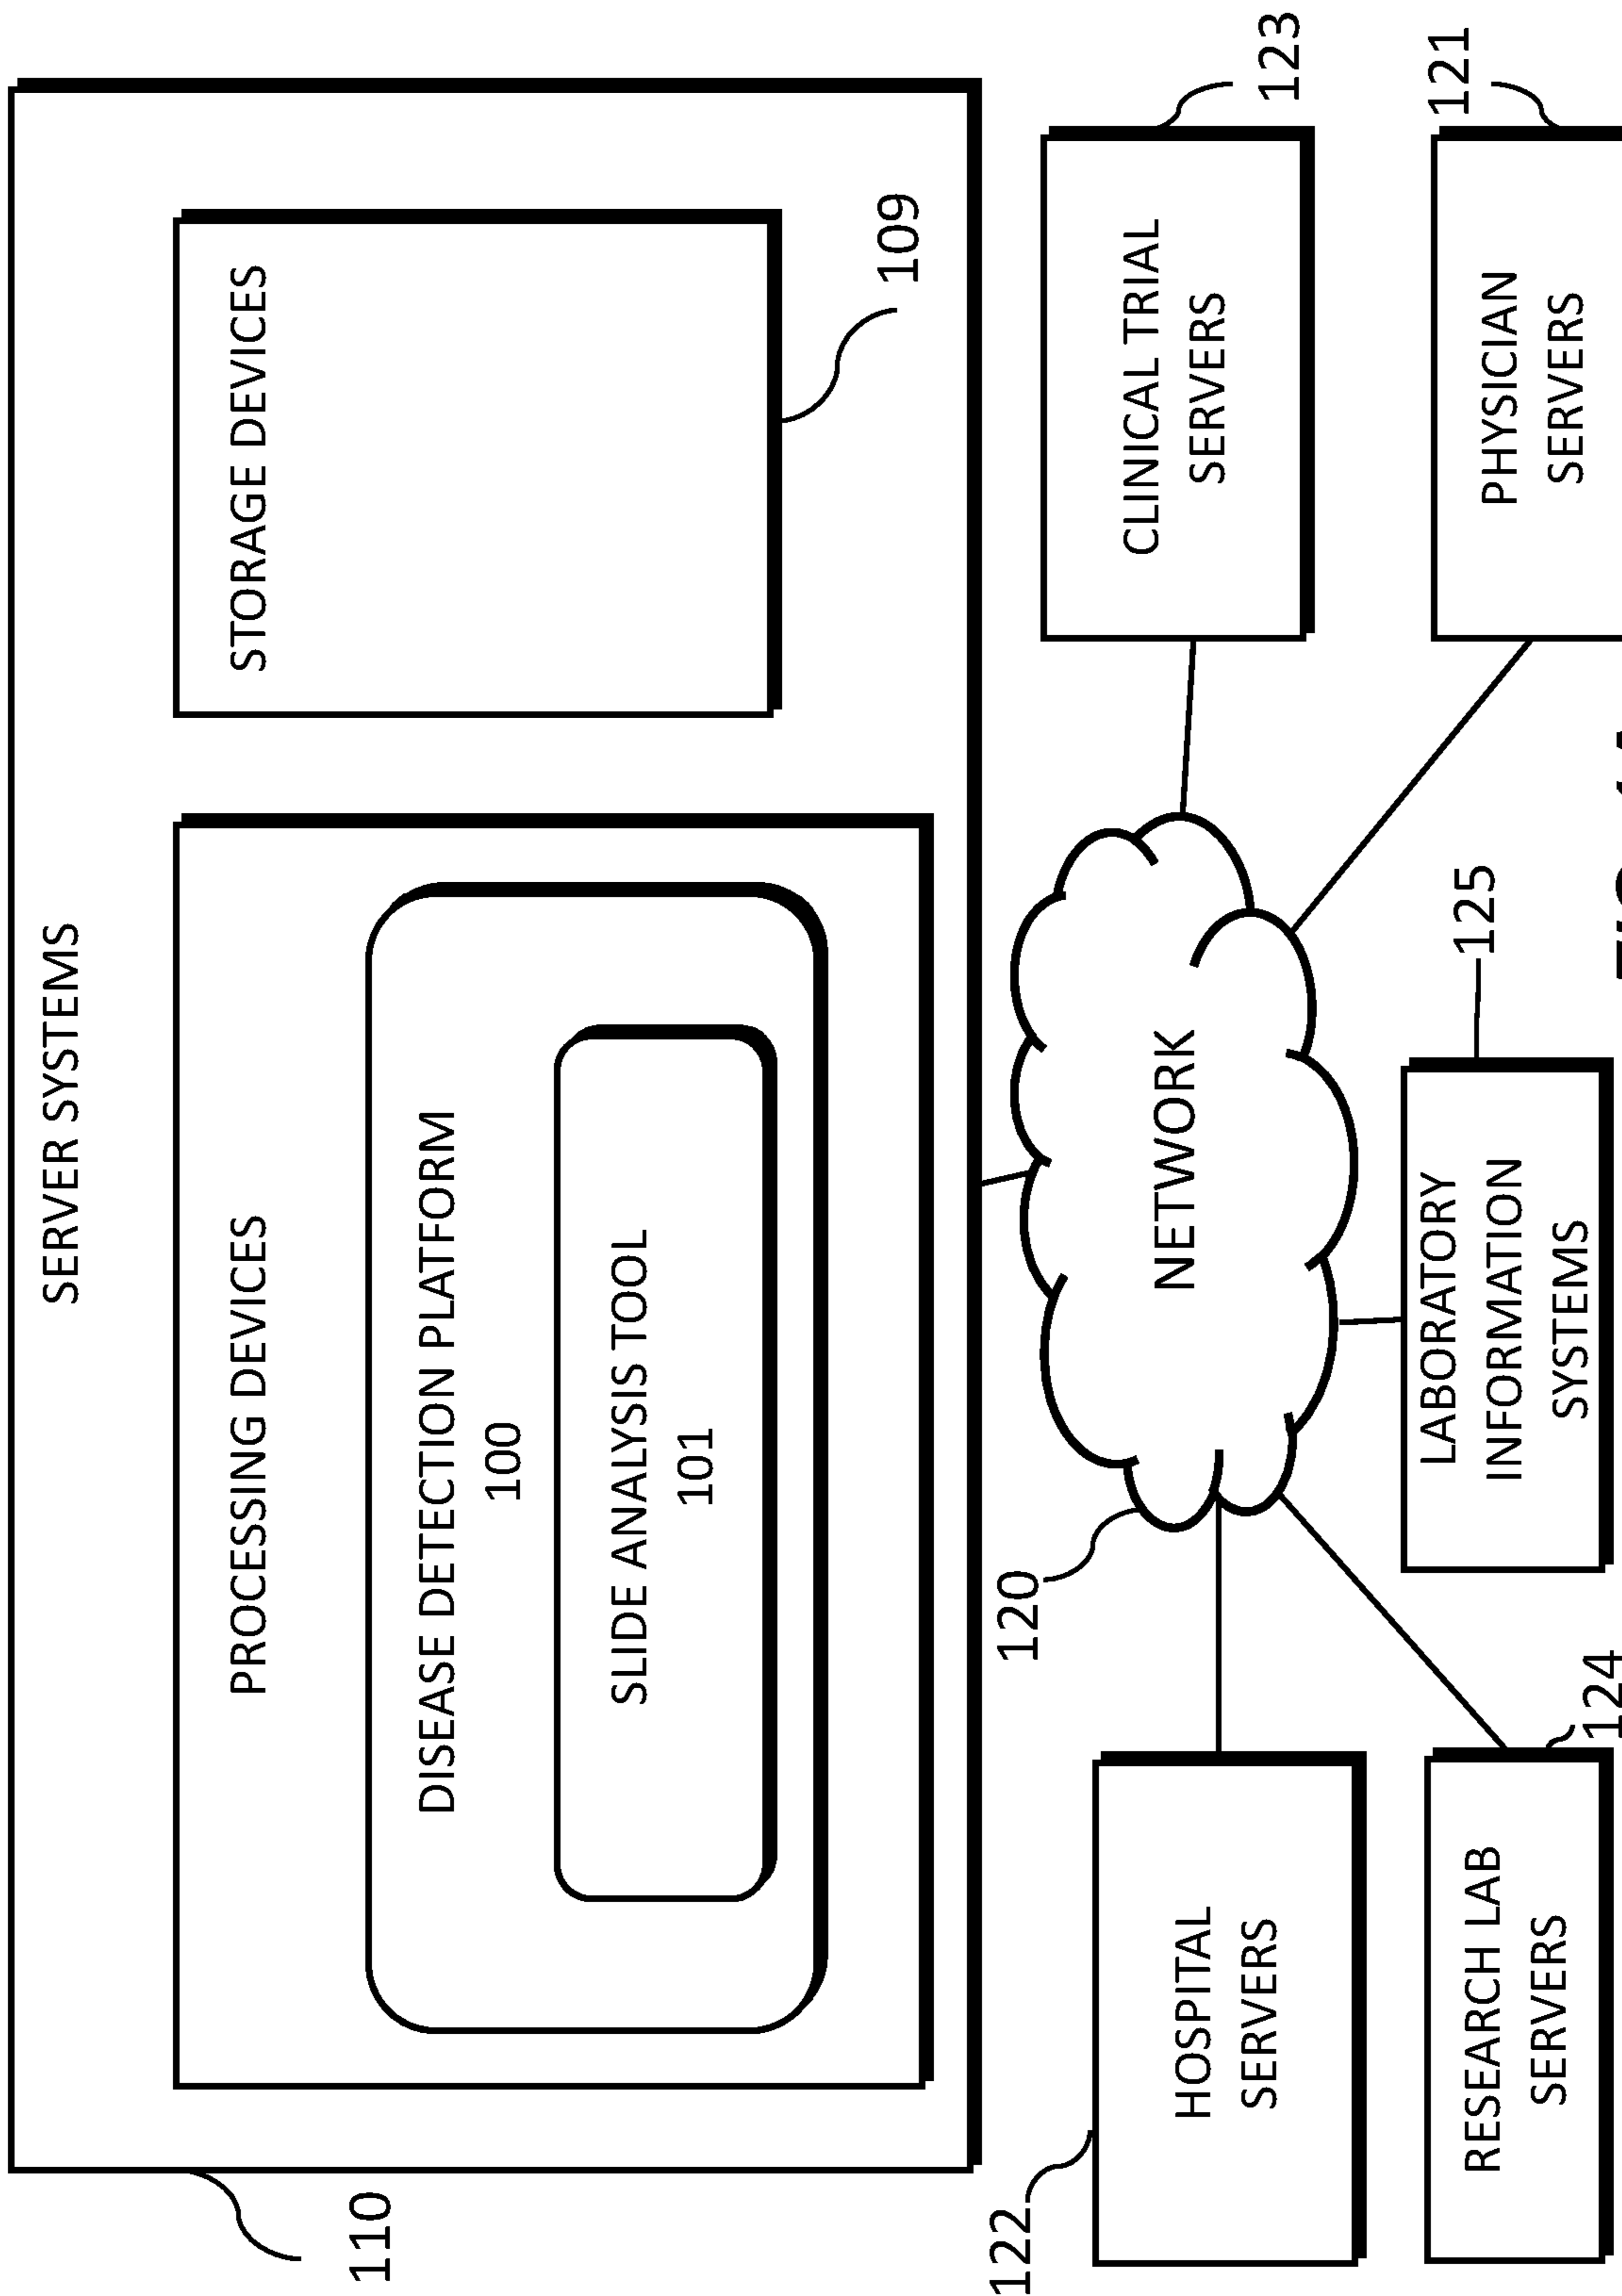 SERVER SYSTEMS
110
PROCESSING DEVICES
DISEASE DETECTION PLATFORM
100
SLIDE ANALYSIS TOOL
101
STORAGE DEVICES
109
120
NETWORK
122
HOSPITAL
SERVERS
CLINICAL TRIAL
SERVERS
123
RESEARCH LAB
SERVERS
124
LABORATORY
INFORMATION
SYSTEMS
125
PHYSICIAN
SERVERS
121